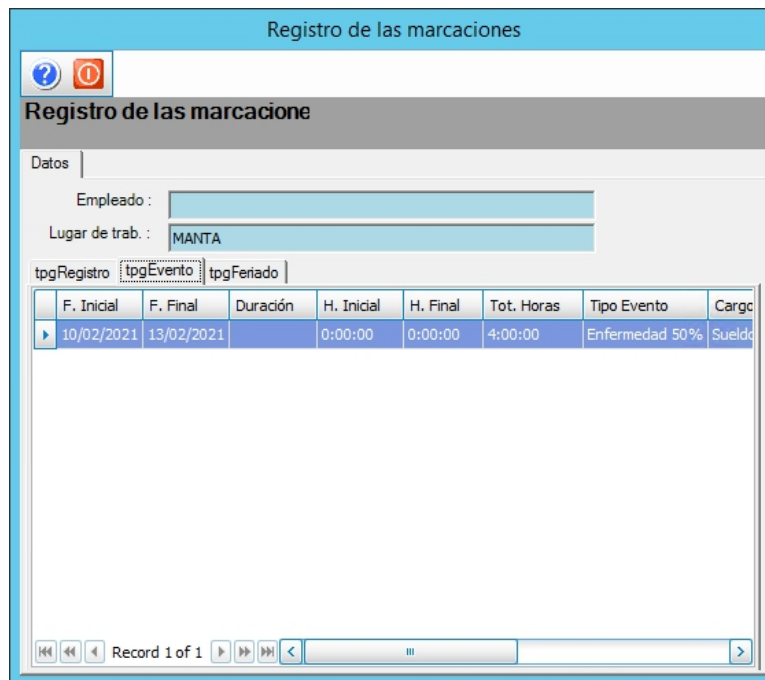 Registro de las marcaciones
Registro de las marcacione
Datos
Empleado :
Lugar de trab. : MANTA
tpgRegistro tpgEvento tpgFeriado
F. Inicial F. Final Duración H. Inicial H. Final Tot. Horas Tipo Evento Cargo
10/02/2021 13/02/2021 0:00:00 0:00:00 4:00:00 Enfermedad 50% Sueldo
Record 1 of 1